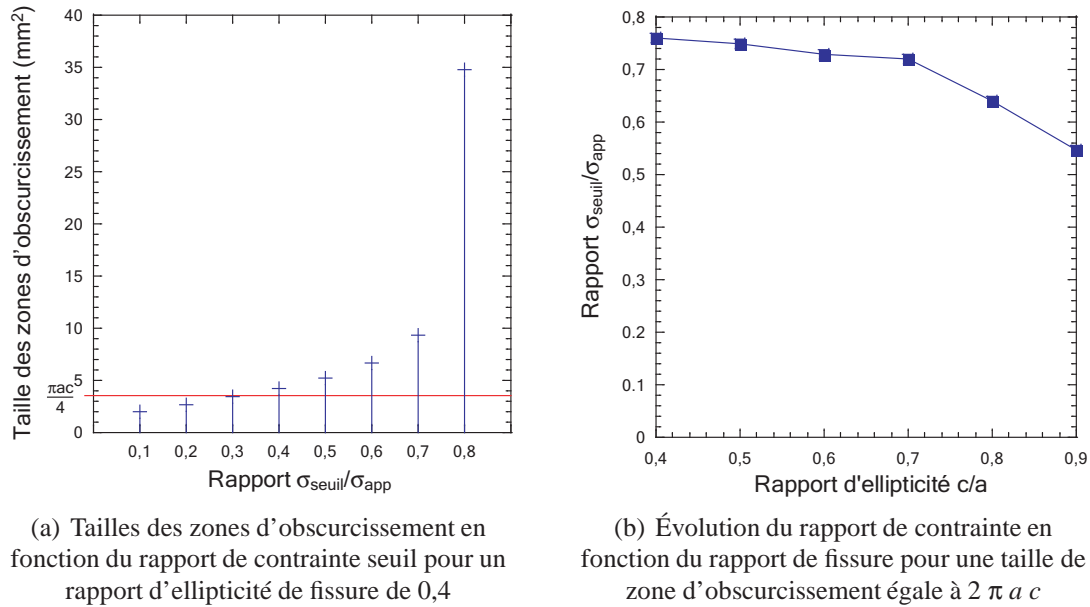 Taille des zones d'obscurcissement (mm²)
40
35
30
25
20
15
10
5
0
πac
4
0,1 0,2 0,3 0,4 0,5 0,6 0,7 0,8
Rapport σseuil/σapp
(a) Tailles des zones d'obscurcissement en
fonction du rapport de contrainte seuil pour un
rapport d'ellipticité de fissure de 0,4
Rapport σseuil/σapp
0,8
0,7
0,6
0,5
0,4
0,3
0.2
0.1
0
0,4 0,5 0,6 0,7 0,8 0,9
Rapport d'ellipticité c/a
(b) Évolution du rapport de contrainte en
fonction du rapport de fissure pour une taille de
zone d'obscurcissement égale à 2 π a c